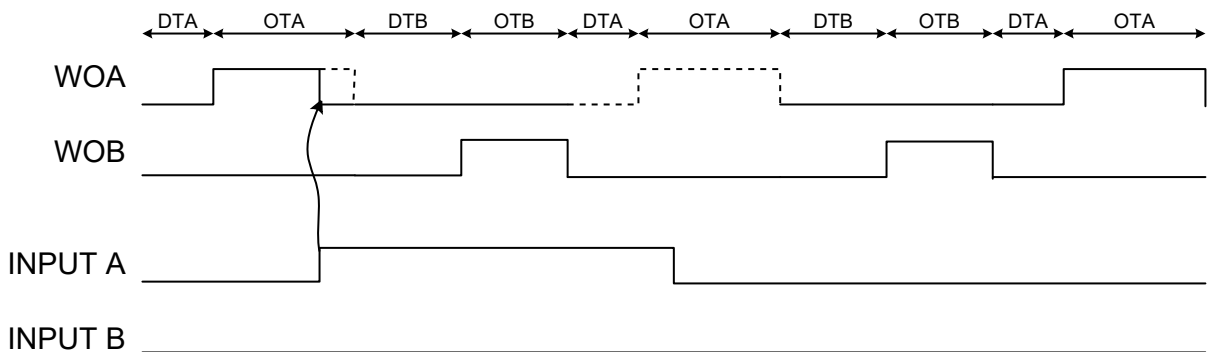 DTA OTA DTB OTB DTA OTA DTB OTB DTA OTA
WOA
WOB
INPUT A
INPUT B